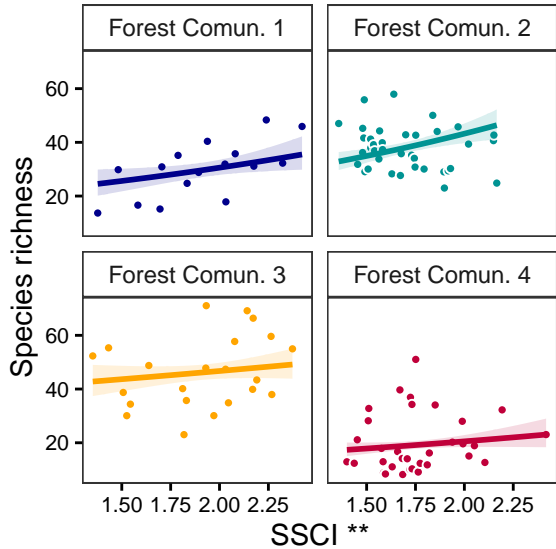 Forest Comun. 1
Forest Comun. 2
60
40
20
Species richness
Forest Comun. 3
Forest Comun. 4
60
40
20
1.50 1.75 2.00 2.25
1.50 1.75 2.00 2.25
SSCI **